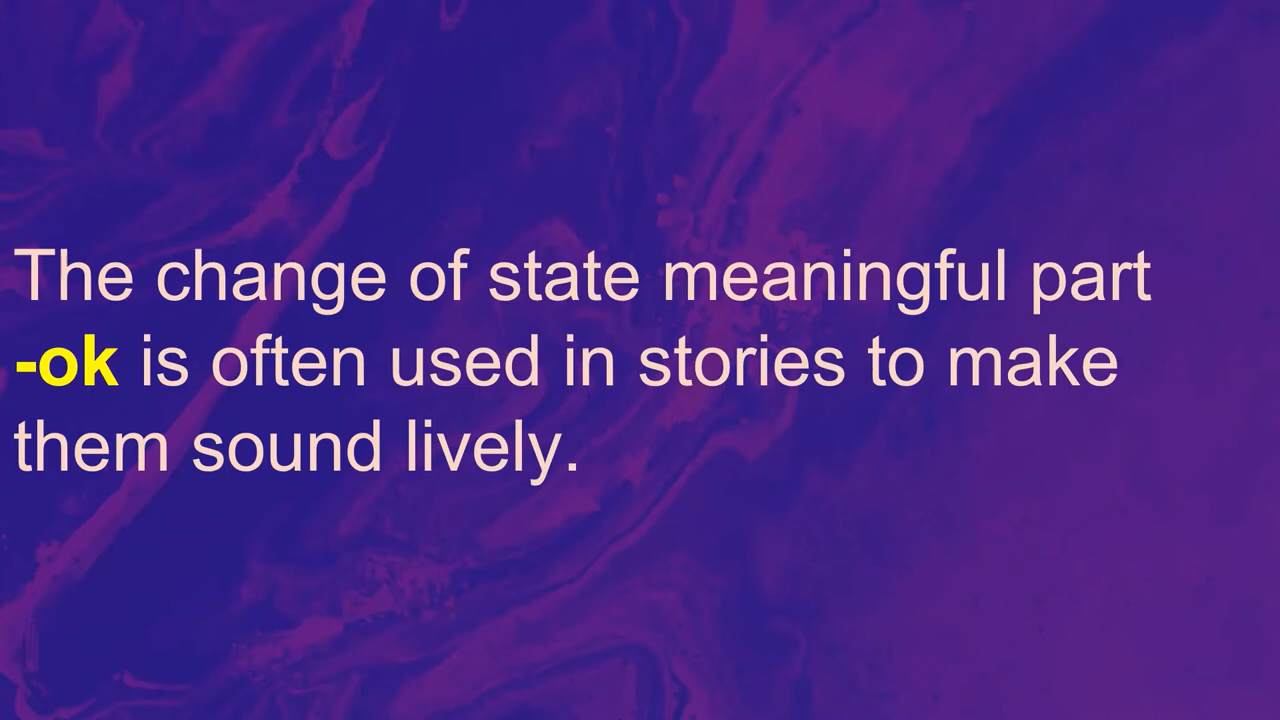 The change of state meaningful part
-ok is often used in stories to make
them sound lively.